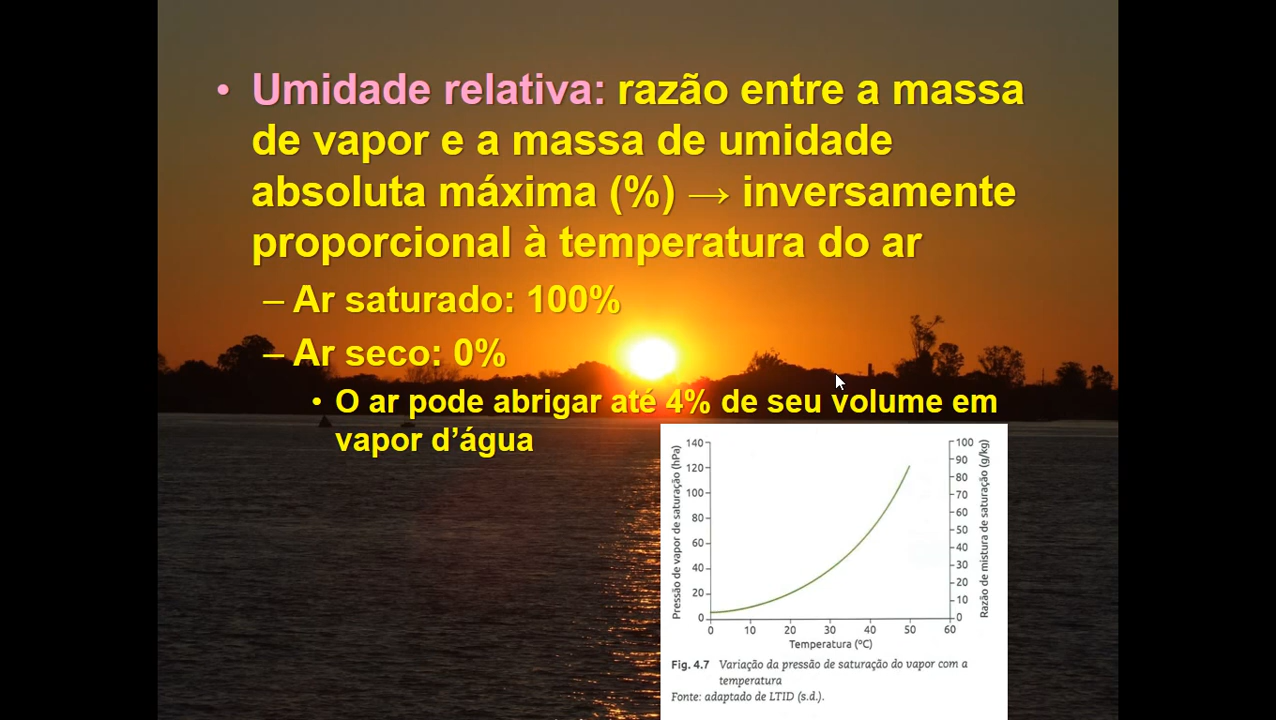 • Umidade relativa: razão entre a massa
de vapor e a massa de umidade
absoluta máxima (%) → inversamente
proporcional à temperatura do ar
– Ar saturado: 100%
– Ar seco: 0%
• O ar pode abrigar até 4% de seu volume em
vapor d’água
Pressão de vapor de saturação (hPa)
140
120
100
80
60
40
20
0
0 10 20 30 40 50 60
Temperatura (ºC)
100
90
80
70
60
50
40
30
20
10
0
Razão de mistura de saturação (g/kg)
Fig. 4.7 Variação da pressão de saturação do vapor com a
temperatura
Fonte: adaptado de LTID (s.d.).